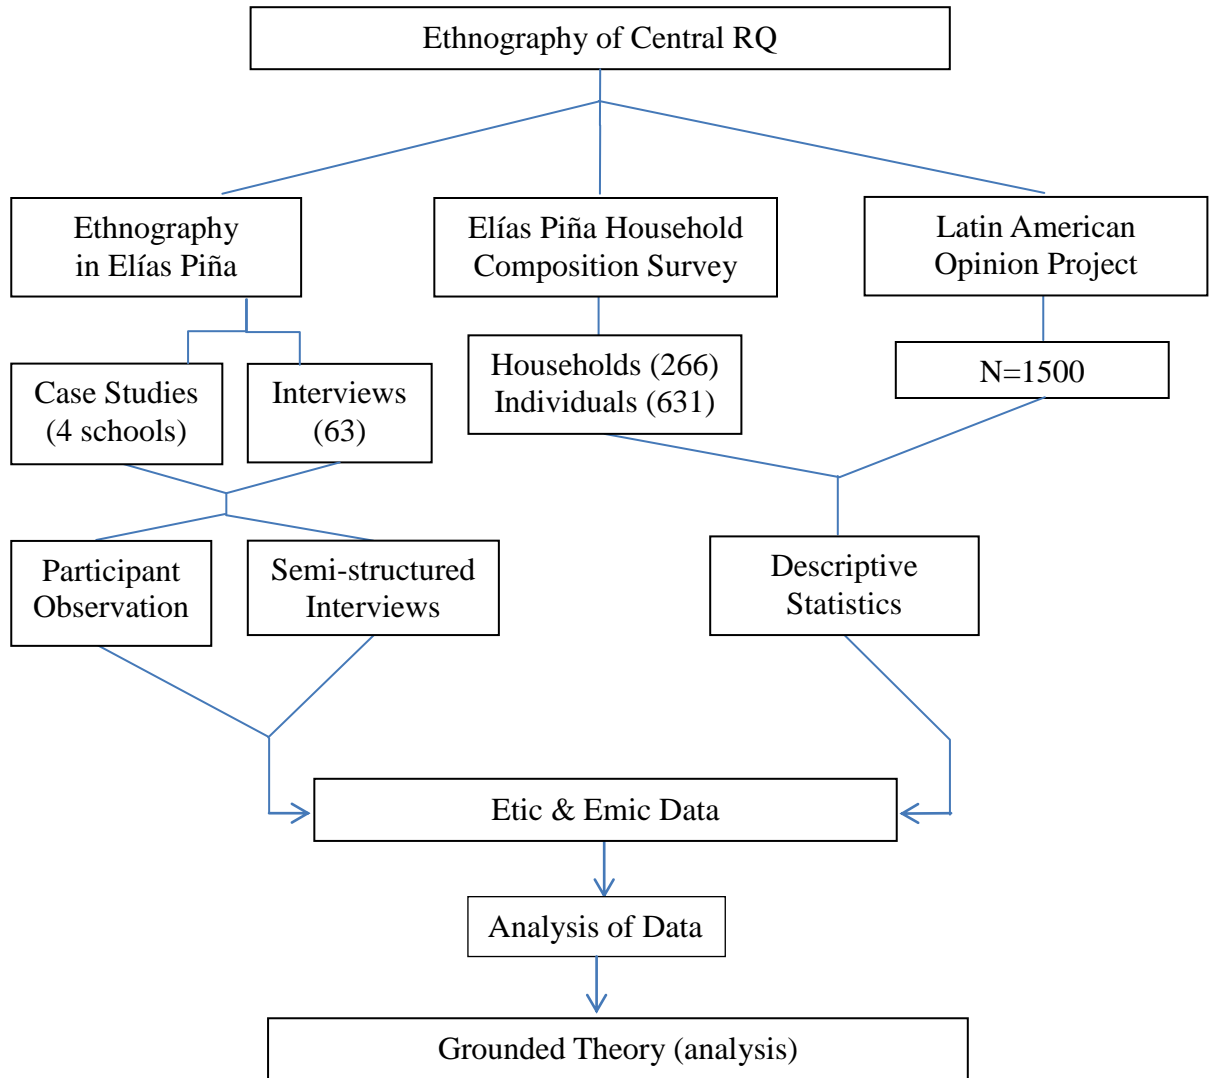 Ethnography of Central RQ
Ethnography
in Elías Piña
Elías Piña Household
Composition Survey
Latin American
Opinion Project
Case Studies
(4 schools)
Interviews
(63)
Households (266)
Individuals (631)
N=1500
Participant
Observation
Semi-structured
Interviews
Descriptive
Statistics
Etic & Emic Data
Analysis of Data
Grounded Theory (analysis)